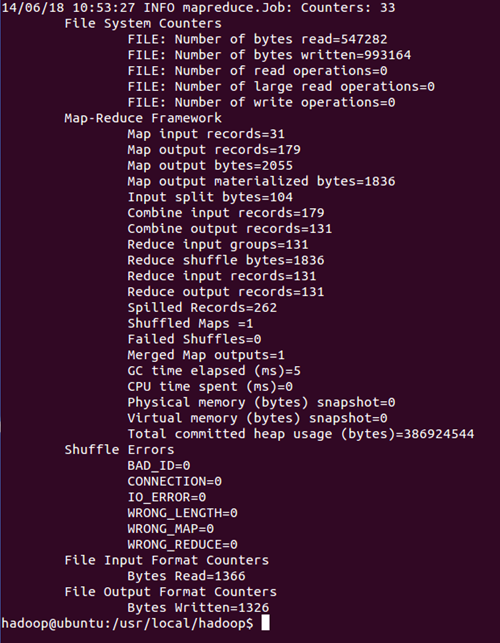 14/06/18 10:53:27 INFO mapreduce.Job: Counters: 33
File System Counters
FILE: Number of bytes read=547282
FILE: Number of bytes written=993164
FILE: Number of read operations=0
FILE: Number of large read operations=0
FILE: Number of write operations=0
Map-Reduce Framework
Map input records=31
Map output records=179
Map output bytes=2055
Map output materialized bytes=1836
Input split bytes=104
Combine input records=179
Combine output records=131
Reduce input groups=131
Reduce shuffle bytes=1836
Reduce input records=131
Reduce output records=131
Spilled Records=262
Shuffled Maps =1
Failed Shuffles=0
Merged Map outputs=1
GC time elapsed (ms)=5
CPU time spent (ms)=0
Physical memory (bytes) snapshot=0
Virtual memory (bytes) snapshot=0
Total committed heap usage (bytes)=386924544
Shuffle Errors
BAD_ID=0
CONNECTION=0
IO_ERROR=0
WRONG_LENGTH=0
WRONG_MAP=0
WRONG_REDUCE=0
File Input Format Counters
Bytes Read=1366
File Output Format Counters
Bytes Written=1326
hadoop@ubuntu:/usr/local/hadoop$